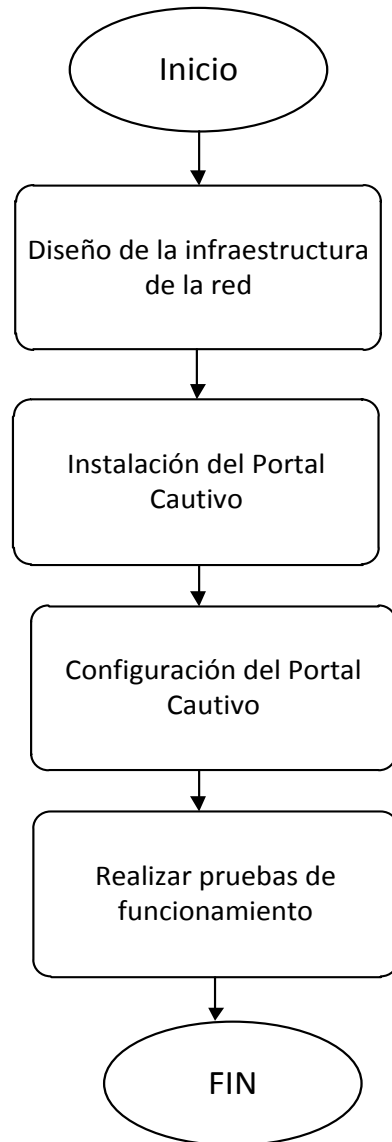 Inicio
Diseño de la infraestructura
de la red
Instalación del Portal
Cautivo
Configuración del Portal
Cautivo
Realizar pruebas de
funcionamiento
FIN